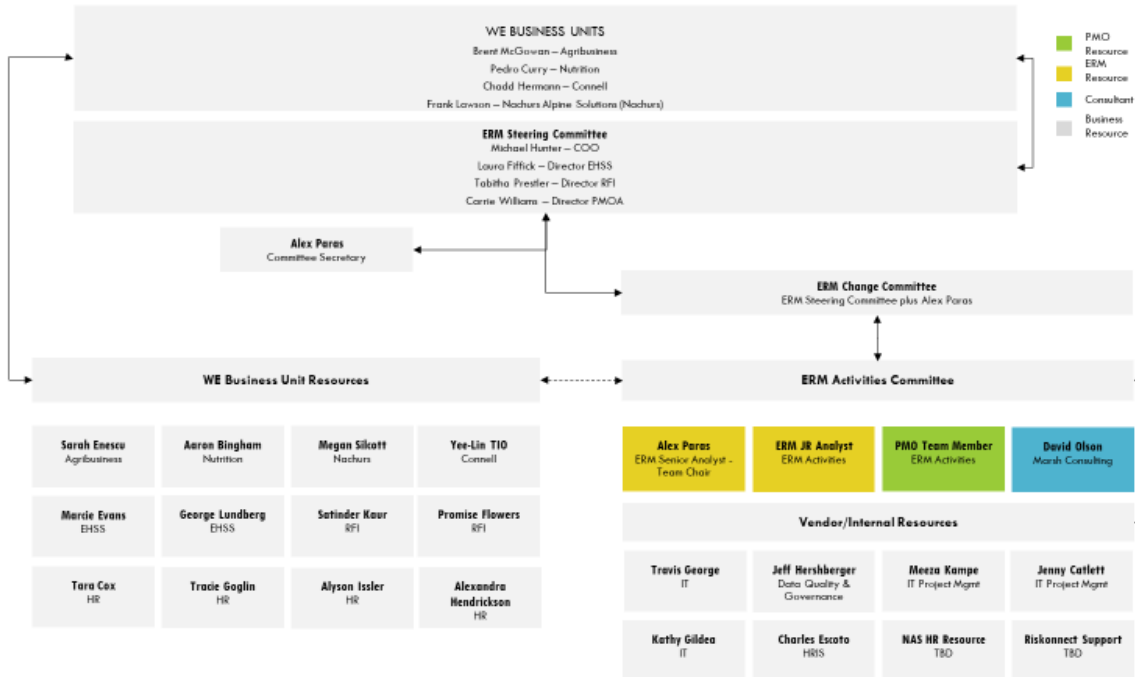 WE BUSINESS UNITS
Brent McGowan – Agribusiness
Pedro Curry – Nutrition
Chadd Hermann – Connell
Frank Lawson – Nachurs Alpine Solutions (Nachurs)
PMO
Resource
ERM
Resource
Consultant
Business
Resource
ERM Steering Committee
Michael Hunter – COO
Laura Fiffick – Director EHSS
Tabitha Prestler – Director RFI
Carrie Williams – Director PMOA
Alex Paras
Committee Secretary
ERM Change Committee
ERM Steering Committee plus Alex Paras
WE Business Unit Resources
ERM Activities Committee
Sarah Enescu
Agribusiness
Aaron Bingham
Nutrition
Megan Silcott
Nachurs
Yee-Lin TIO
Connell
Marcie Evans
EHSS
George Lundberg
EHSS
Satinder Kaur
RFI
Promise Flowers
RFI
Tara Cox
HR
Tracie Goglin
HR
Alyson Issler
HR
Alexandra
Hendrickson
HR
Alex Paras
ERM Senior Analyst -
Team Chair
ERM JR Analyst
ERM Activities
PMO Team Member
ERM Activities
David Olson
Marsh Consulting
Vendor/Internal Resources
Travis George
IT
Jeff Hershberger
Data Quality &
Governance
Meeza Kampe
IT Project Mgmt
Jenny Catlett
IT Project Mgmt
Kathy Gildea
IT
Charles Escoto
HRIS
NAS HR Resource
TBD
Riskonnect Support
TBD